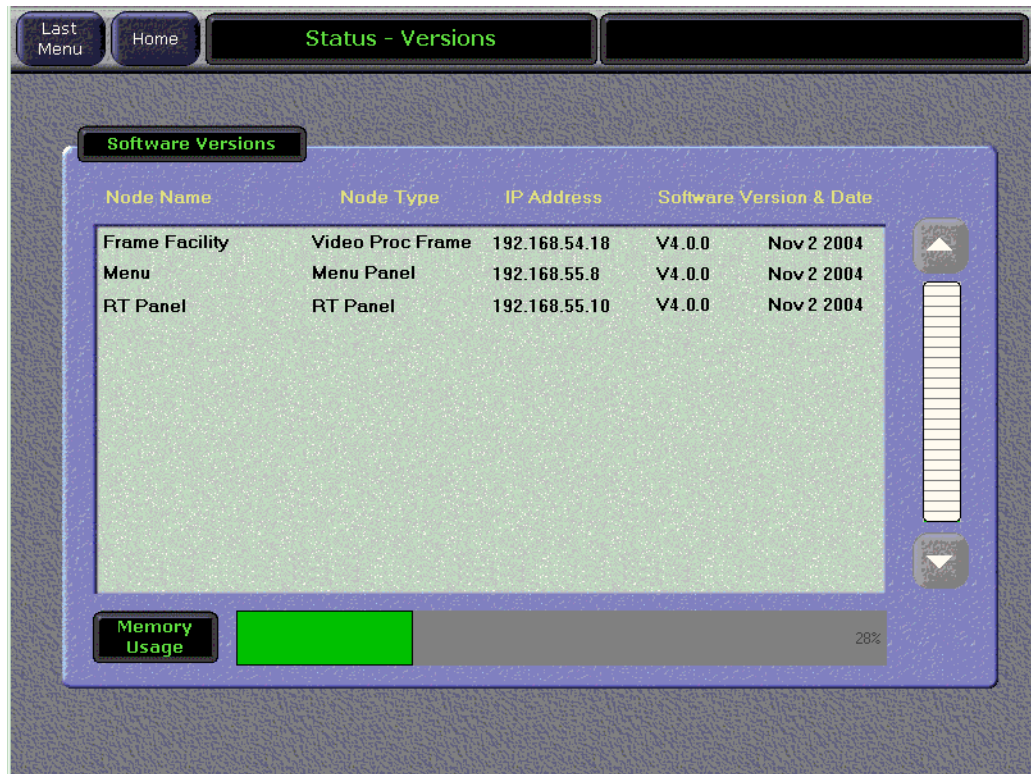 Last
Menu
Home
Status - Versions
Software Versions
Node Name Node Type IP Address Software Version & Date
Frame Facility Video Proc Frame 192.168.54.18 V4.0.0 Nov 2 2004
Menu Menu Panel 192.168.55.8 V4.0.0 Nov 2 2004
RT Panel RT Panel 192.168.55.10 V4.0.0 Nov 2 2004
Memory
Usage
28%